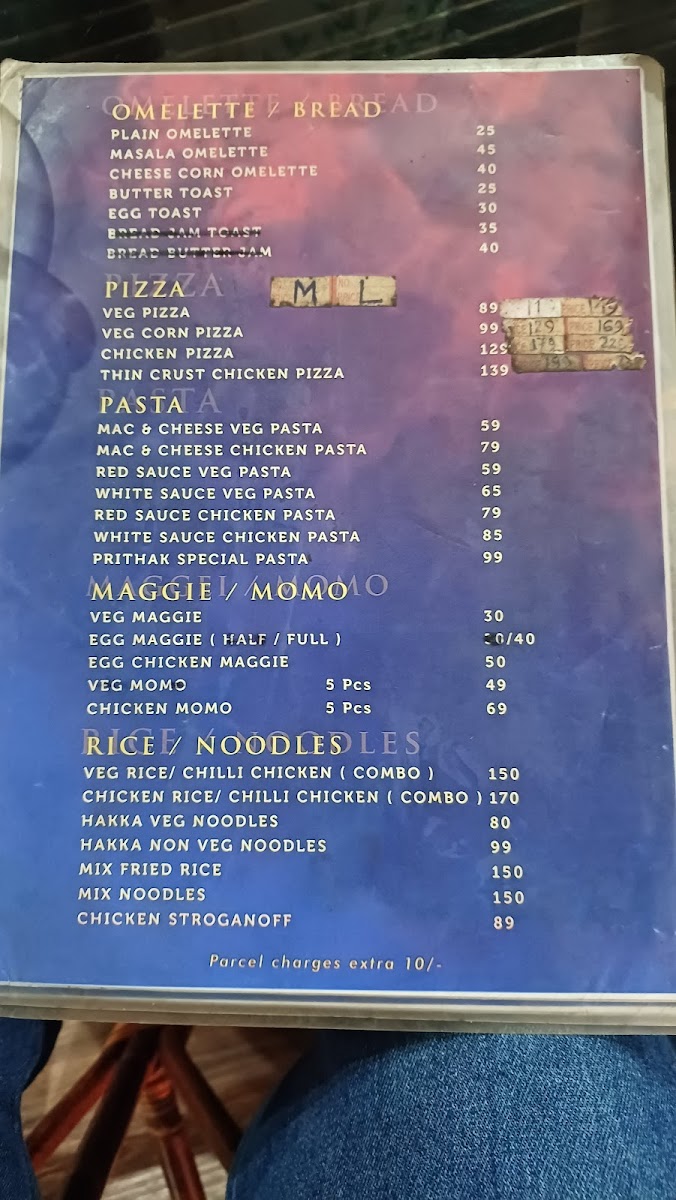 OMELETTE / BREAD
PLAIN OMELETTE 25
MASALA OMELETTE 45
CHEESE CORN OMELETTE 40
BUTTER TOAST 25
EGG TOAST 30
BREAD JAM TOAST 35
BREAD BUTTER JAM 40
PIZZA M L
VEG PIZZA 89
VEG CORN PIZZA 99 129 169
CHICKEN PIZZA 129 179
THIN CRUST CHICKEN PIZZA 139
PASTA
MAC & CHEESE VEG PASTA 59
MAC & CHEESE CHICKEN PASTA 79
RED SAUCE VEG PASTA 59
WHITE SAUCE VEG PASTA 65
RED SAUCE CHICKEN PASTA 79
WHITE SAUCE CHICKEN PASTA 85
PRITHAK SPECIAL PASTA 99
MAGGIE / MOMO
VEG MAGGIE 30
EGG MAGGIE ( HALF / FULL ) /40
EGG CHICKEN MAGGIE 50
VEG MOMO 5 Pcs 49
CHICKEN MOMO 5 Pcs 69
RICE / NOODLES
VEG RICE/ CHILLI CHICKEN ( COMBO ) 150
CHICKEN RICE/ CHILLI CHICKEN ( COMBO ) 170
HAKKA VEG NOODLES 80
HAKKA NON VEG NOODLES 99
MIX FRIED RICE 150
MIX NOODLES 150
CHICKEN STROGANOFF 89
Parcel charges extra 10/-